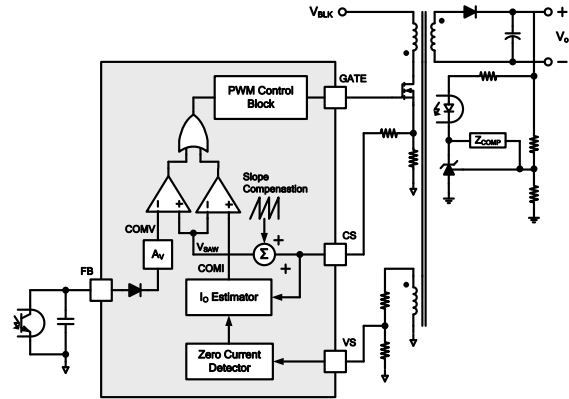 VBLK
+
Vo
−
GATE
PWM Control
Block
ZCOMP
Slope
Compensastion
− + − +
COMV
VSAW
+
Σ
+
CS
AV
COMI
FB
IO Estimator
VS
Zero Current
Detector